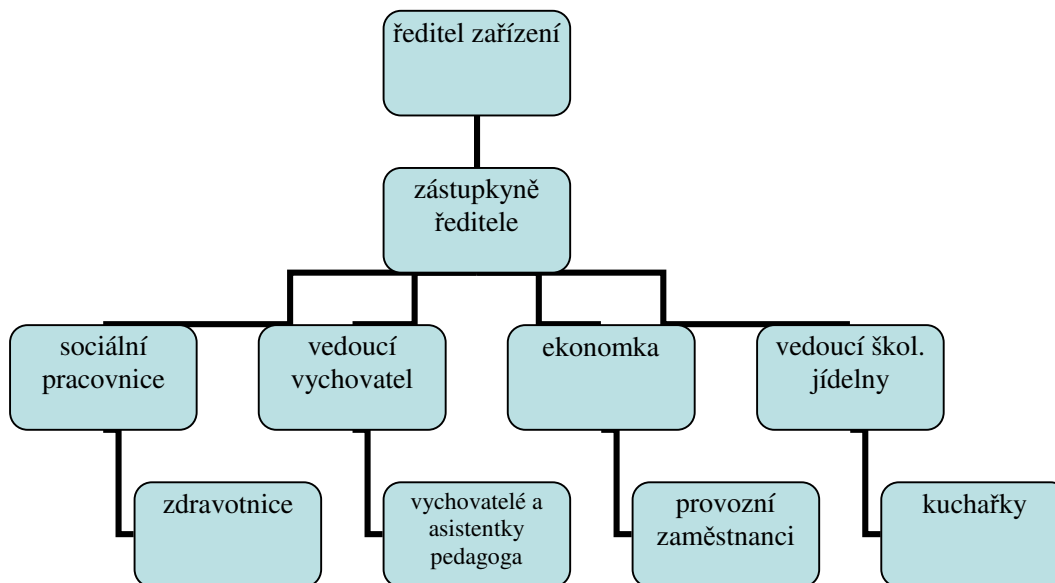 ředitel zařízení
zástupkyně
ředitele
sociální
pracovnice
vedoucí
vychovatel
ekonomka
vedoucí škol.
jídelny
zdravotnice
vychovatelé a
asistentky
pedagoga
provozní
zaměstnanci
kuchařky